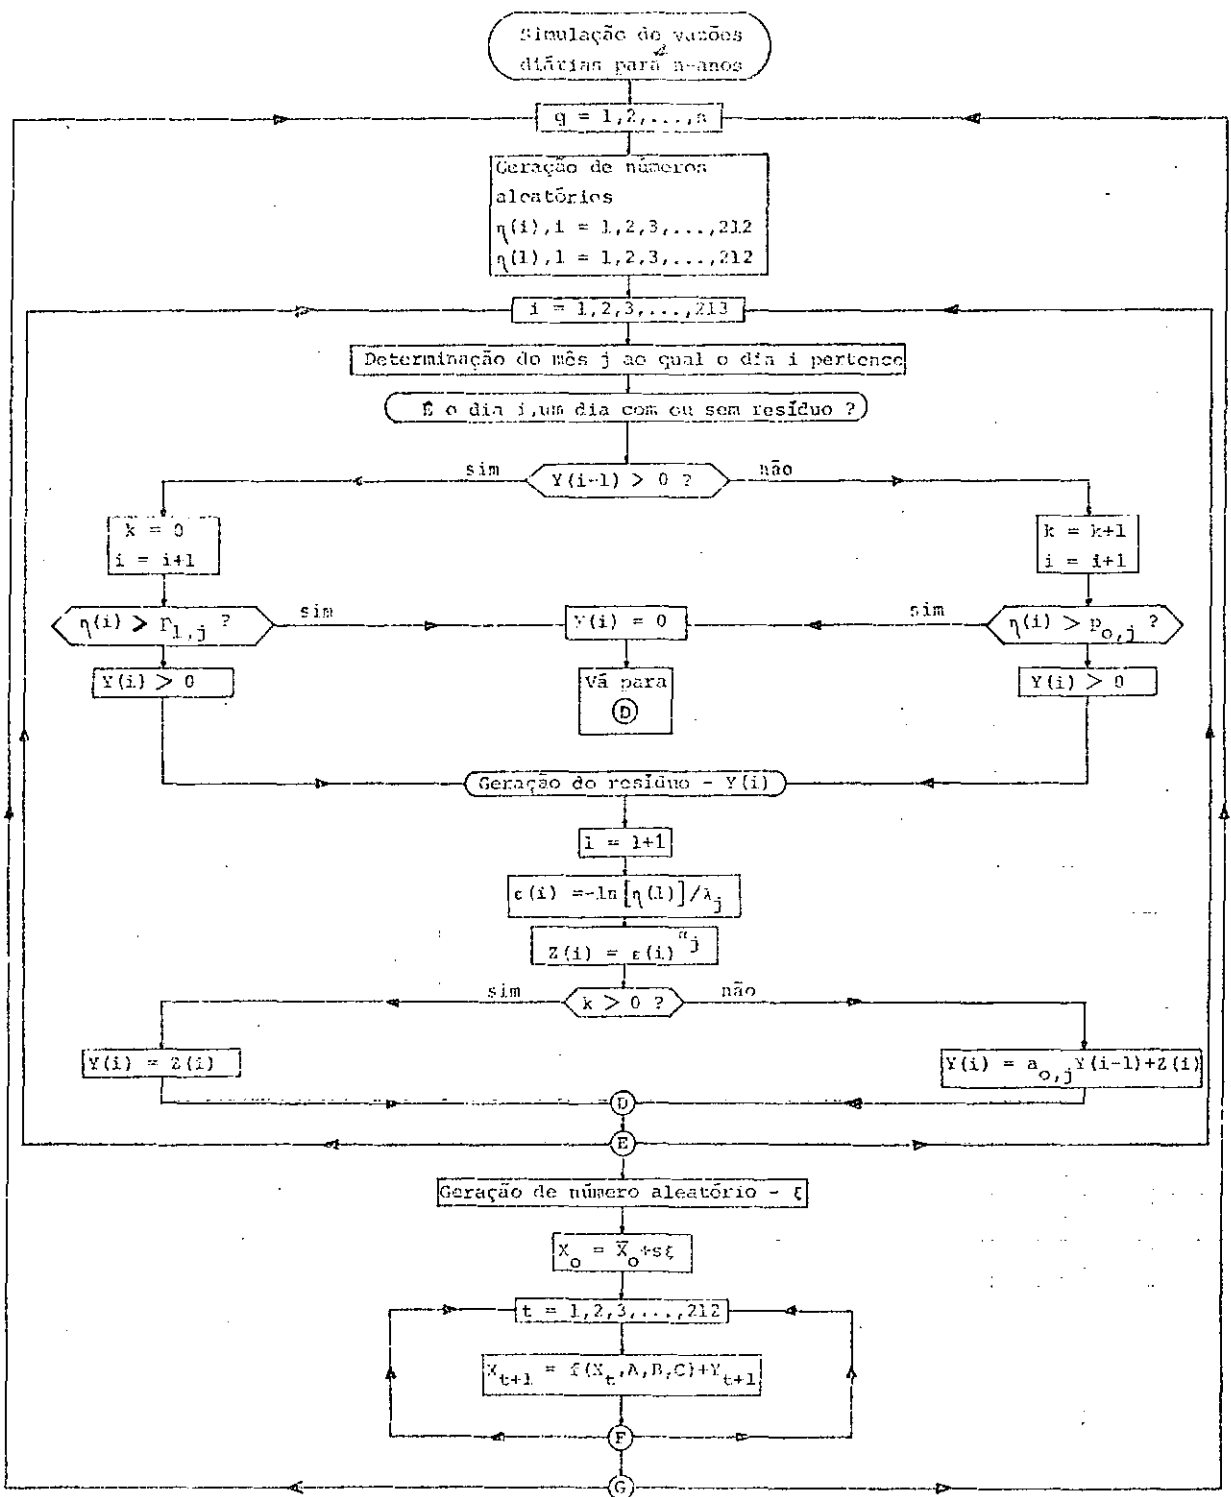 Simulação de vazões
diárias para n-anos
q = 1,2,...,n
Geração de números
aleatórios
η(i), i = 1,2,3,...,212
η(l), l = 1,2,3,...,212
i = 1,2,3,...,213
Determinação do mês j ao qual o dia i pertence
É o dia i,um dia com ou sem resíduo ?
sim
Y(i-1) > 0 ?
não
k = 0
i = i+1
k = k+1
i = i+1
η(i) > P1,j ?
sim
Y(i) = 0
sim
η(i) > Po,j ?
Y(i) > 0
Vá para
D
Y(i) > 0
Geração do resíduo - Y(i)
l = l+1
ε(i) =-ln [η(l)]/λj
Z(i) = ε(i)^αj
sim
k > 0 ?
não
Y(i) = Z(i)
Y(i) = ao,jY(i-1)+Z(i)
D
E
Geração de número aleatório - ξ
Xo = X̄o+sξ
t = 1,2,3,...,212
Xt+1 = f(Xt,A,B,C)+Yt+1
F
G